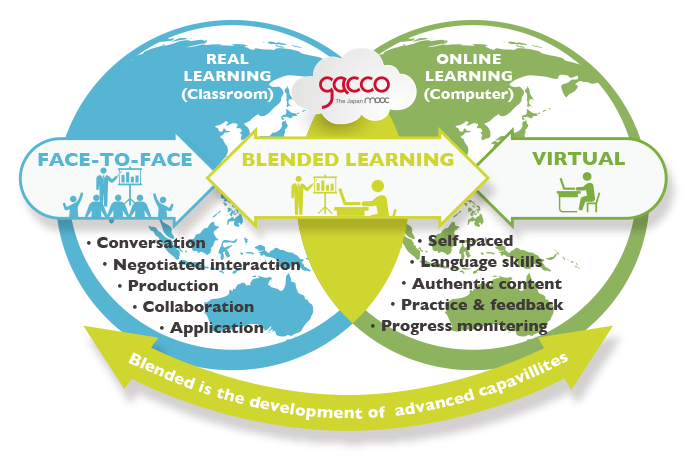 REAL
LEARNING
(Classroom)
gacco
The Japan mooc
ONLINE
LEARNING
(Computer)
FACE-TO-FACE
BLENDED LEARNING
VIRTUAL
· Conversation
· Negotiated interaction
· Production
· Collaboration
· Application
· Self-paced
· Language skills
· Authentic content
· Practice & feedback
· Progress monitering
Blended is the development of advanced capavillites